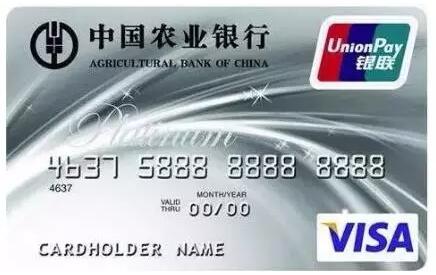 中国农业银行
AGRICULTURAL BANK OF CHINA
UnionPay
银联
Platinum
4637 5888 8888 8888
4637
MONTH/YEAR
VALID
THRU 00/00
CARDHOLDER NAME
VISA